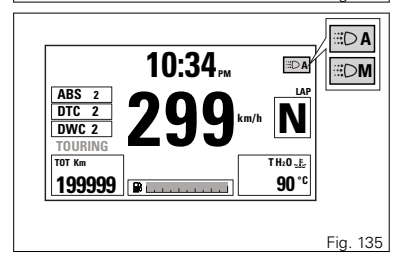 10:34 PM
A
A
M
ABS 2
DTC 2
DWC 2
TOURING
299 km/h
LAP
N
TOT Km
199999
TH2O
90 °C
Fig. 135